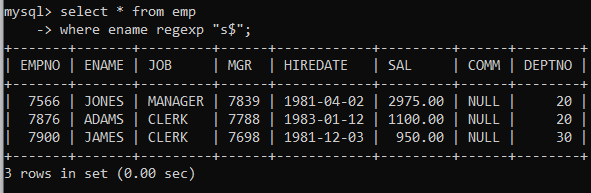 mysql> select * from emp
    -> where ename regexp "s$";
+-------+-------+---------+------+------------+---------+------+--------+
| EMPNO | ENAME | JOB     | MGR  | HIREDATE   | SAL     | COMM | DEPTNO |
+-------+-------+---------+------+------------+---------+------+--------+
|  7566 | JONES | MANAGER | 7839 | 1981-04-02 | 2975.00 | NULL |     20 |
|  7876 | ADAMS | CLERK   | 7788 | 1983-01-12 | 1100.00 | NULL |     20 |
|  7900 | JAMES | CLERK   | 7698 | 1981-12-03 |  950.00 | NULL |     30 |
+-------+-------+---------+------+------------+---------+------+--------+
3 rows in set (0.00 sec)